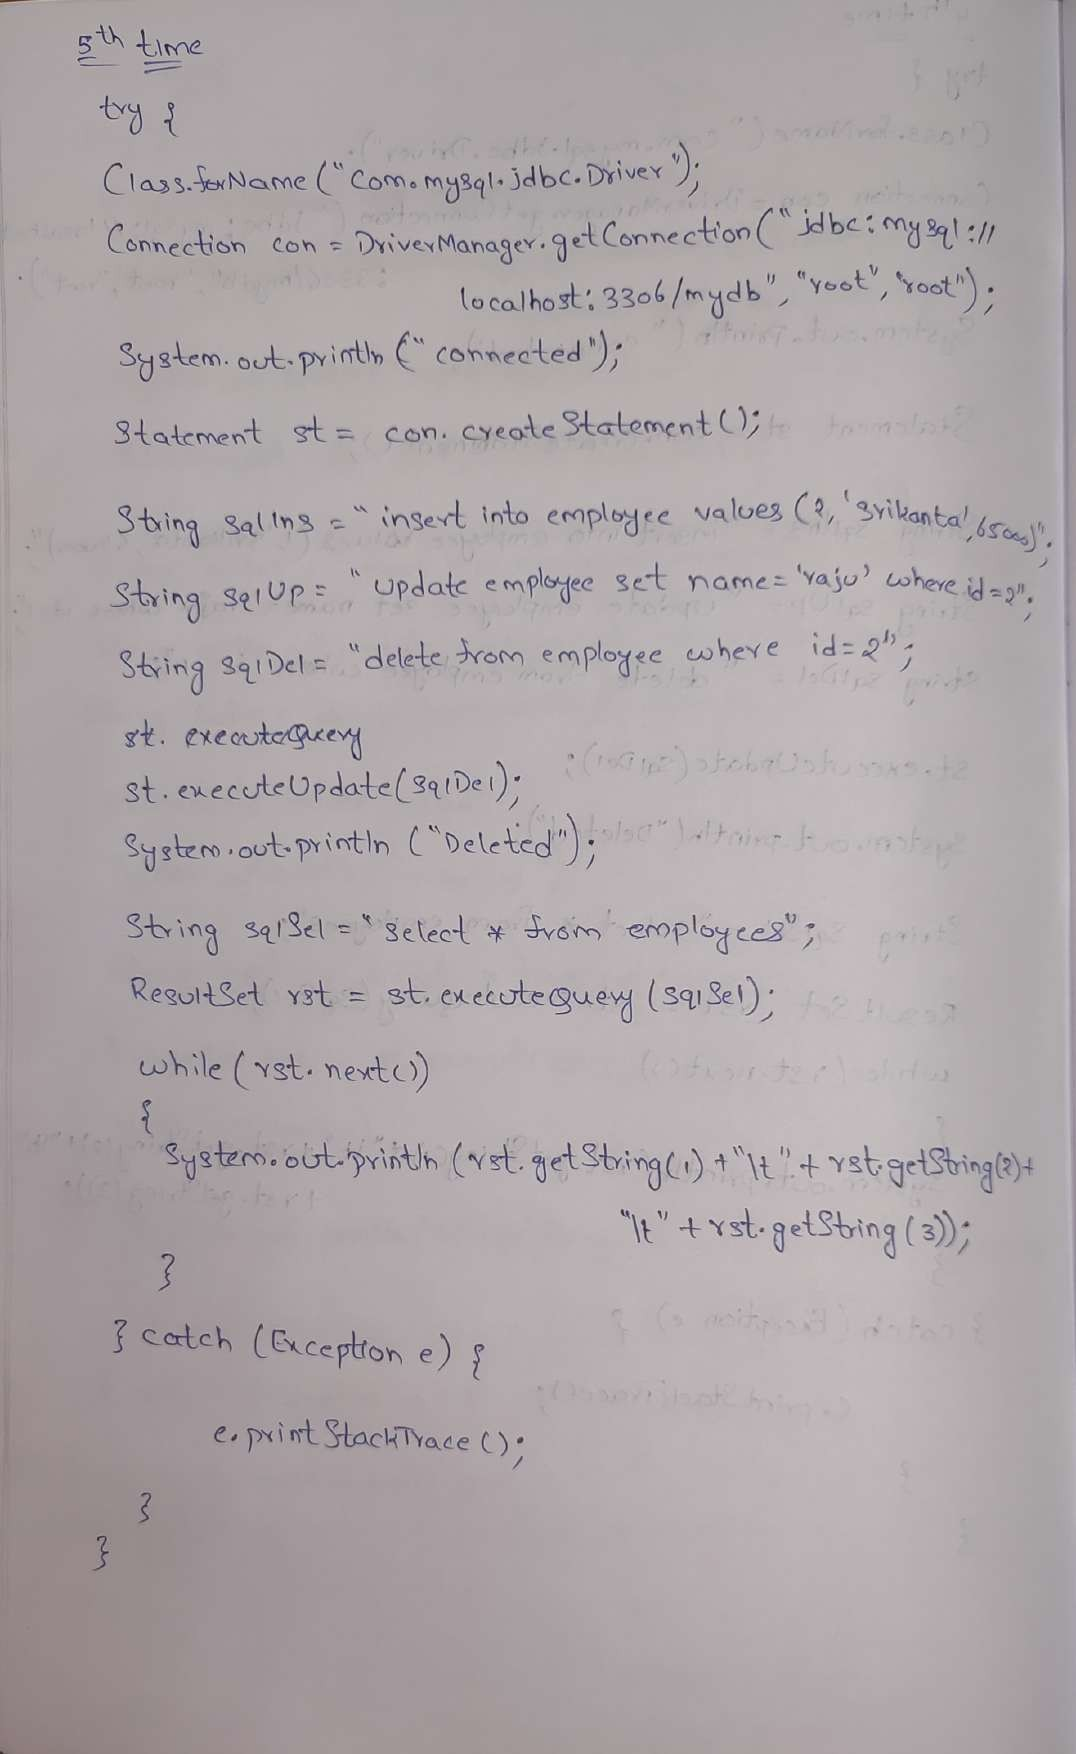 5th time
try {
Class.forName ("com.mysql.jdbc.Driver");
Connection con = DriverManager.getConnection ("jdbc:mysql://
localhost:3306/mydb", "root", "root");
System.out.println ("connected");
Statement st = con.createStatement ();
String sqlIns = "insert into employee values (2, 'srikanta', 65000)";
String sqlUp = "update employee set name = 'raju' where id=2";
String sqlDel = "delete from employee where id=2";
st.executeQuery
st.executeUpdate(sqlDel);
System.out.println ("Deleted");
String sqlSel = "select * from employees";
ResultSet rst = st.executeQuery (sqlSel);
while (rst.next())
{
System.out.println (rst.getString(1) + "\t" + rst.getString(2)+
"\t" + rst.getString(3));
}
} catch (Exception e) {
e.printStackTrace();
}
}